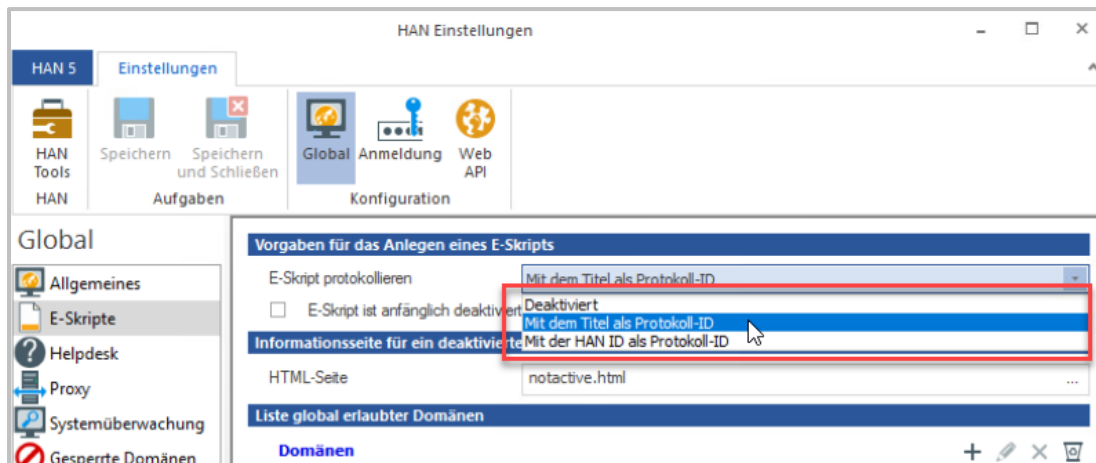 HAN Einstellungen
HAN 5 Einstellungen
HAN Tools
Speichern
Speichern und Schließen
Global
Anmeldung
Web API
HAN Aufgaben Konfiguration
Global
Allgemeines
E-Skripte
Helpdesk
Proxy
Systemüberwachung
Gesperrte Domänen
Vorgaben für das Anlegen eines E-Skripts
E-Skript protokollieren Mit dem Titel als Protokoll-ID
Deaktiviert
E-Skript ist anfänglich deaktiviert
Mit dem Titel als Protokoll-ID
Mit der HAN ID als Protokoll-ID
Informationsseite für ein deaktivierte
HTML-Seite notactive.html ...
Liste global erlaubter Domänen
Domänen